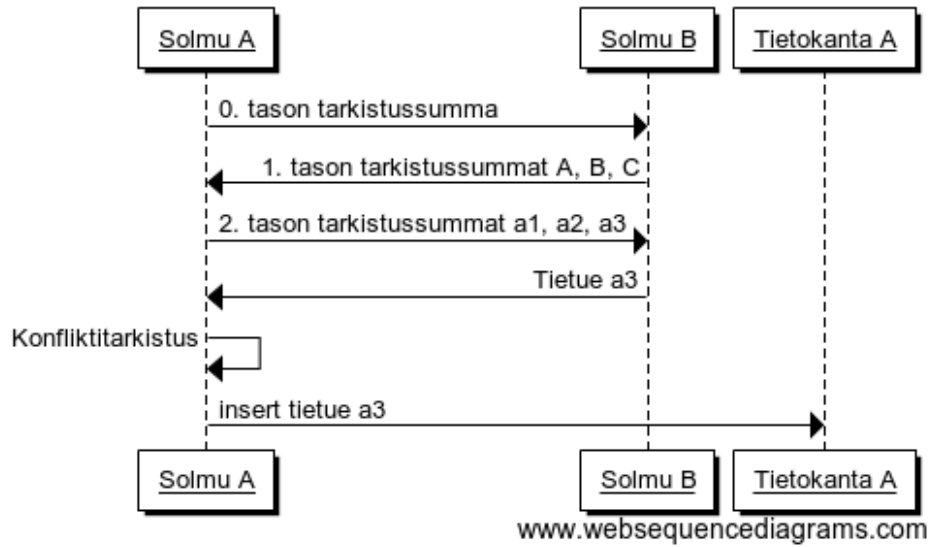 Solmu A
Solmu B
Tietokanta A
0. tason tarkistussumma
1. tason tarkistussummat A, B, C
2. tason tarkistussummat a1, a2, a3
Tietue a3
Konfliktitarkistus
insert tietue a3
Solmu A
Solmu B
Tietokanta A
www.websequencediagrams.com